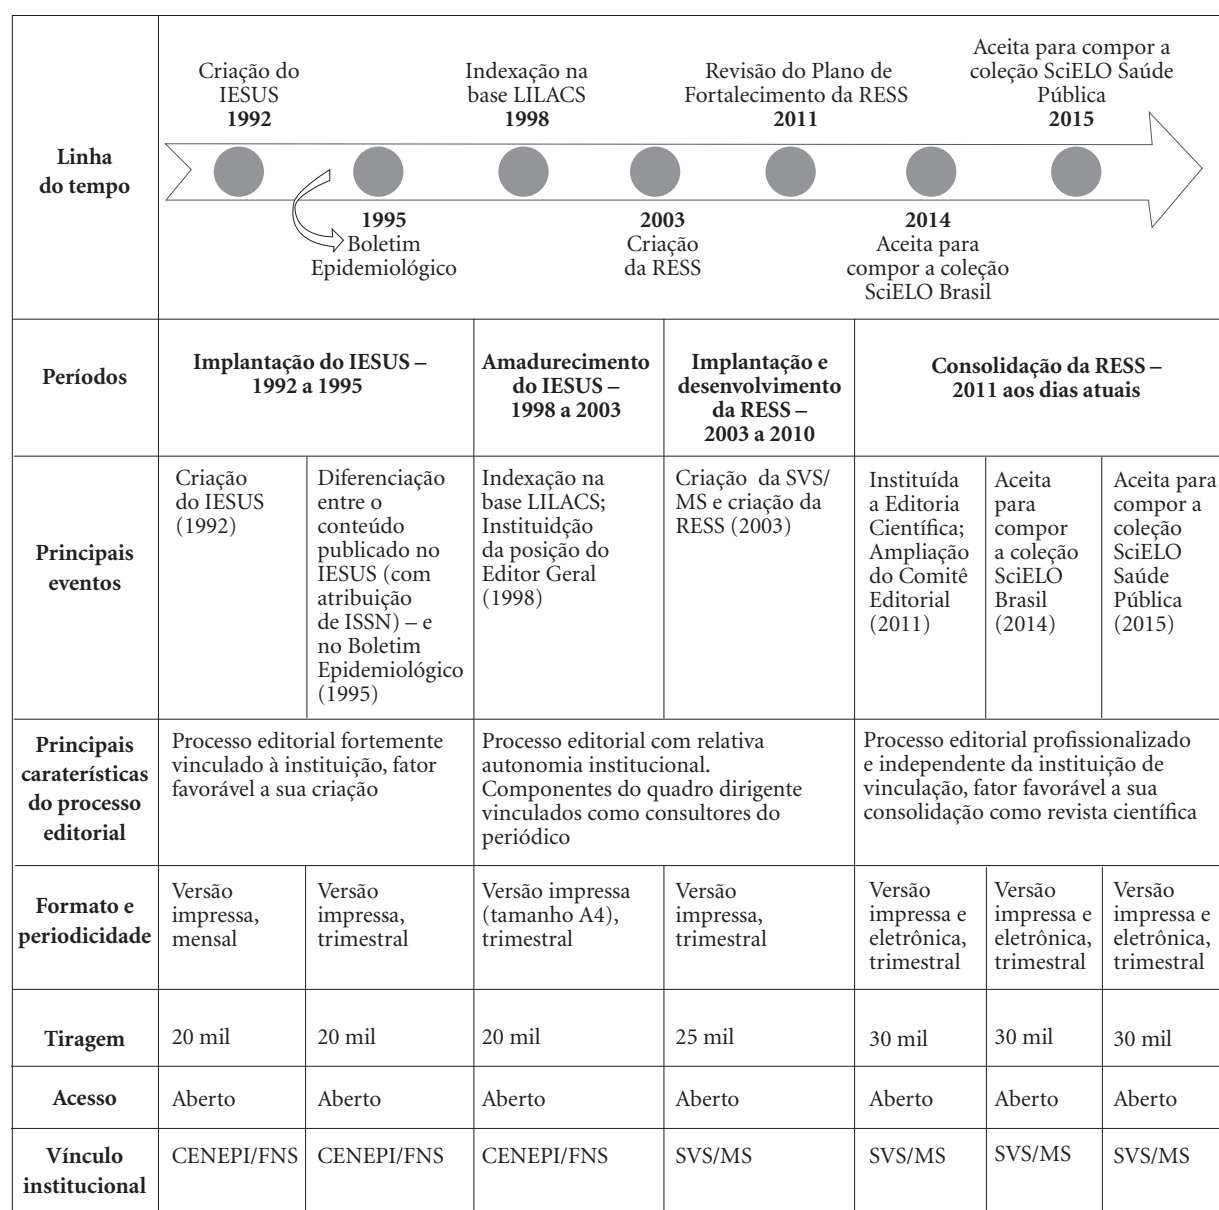 Linha
do tempo
Criação do
IESUS
1992
Indexação na
base LILACS
1998
Revisão do Plano de
Fortalecimento da RESS
2011
Aceita para compor a
coleção SciELO Saúde
Pública
2015
1995
Boletim
Epidemiológico
2003
Criação
da RESS
2014
Aceita para
compor a coleção
SciELO Brasil
Períodos
Implantação do IESUS –
1992 a 1995
Amadurecimento
do IESUS –
1998 a 2003
Implantação e
desenvolvimento
da RESS –
2003 a 2010
Consolidação da RESS –
2011 aos dias atuais
Principais
eventos
Criação
do IESUS
(1992)
Diferenciação
entre o
conteúdo
publicado no
IESUS (com
atribuição
de ISSN) – e
no Boletim
Epidemiológico
(1995)
Indexação na
base LILACS;
Instituidção
da posição do
Editor Geral
(1998)
Criação da SVS/
MS e criação da
RESS (2003)
Instituída
a Editoria
Científica;
Ampliação
do Comitê
Editorial
(2011)
Aceita
para
compor
a coleção
SciELO
Brasil
(2014)
Aceita para
compor a
coleção
SciELO
Saúde
Pública
(2015)
Principais
caraterísticas
do processo
editorial
Processo editorial fortemente
vinculado à instituição, fator
favorável a sua criação
Processo editorial com relativa
autonomia institucional.
Componentes do quadro dirigente
vinculados como consultores do
periódico
Processo editorial profissionalizado
e independente da instituição de
vinculação, fator favorável a sua
consolidação como revista científica
Formato e
periodicidade
Versão
impressa,
mensal
Versão
impressa,
trimestral
Versão impressa
(tamanho A4),
trimestral
Versão
impressa,
trimestral
Versão
impressa e
eletrônica,
trimestral
Versão
impressa e
eletrônica,
trimestral
Versão
impressa e
eletrônica,
trimestral
Tiragem
20 mil
20 mil
20 mil
25 mil
30 mil
30 mil
30 mil
Acesso
Aberto
Aberto
Aberto
Aberto
Aberto
Aberto
Aberto
Vínculo
institucional
CENEPI/FNS
CENEPI/FNS
CENEPI/FNS
SVS/MS
SVS/MS
SVS/MS
SVS/MS